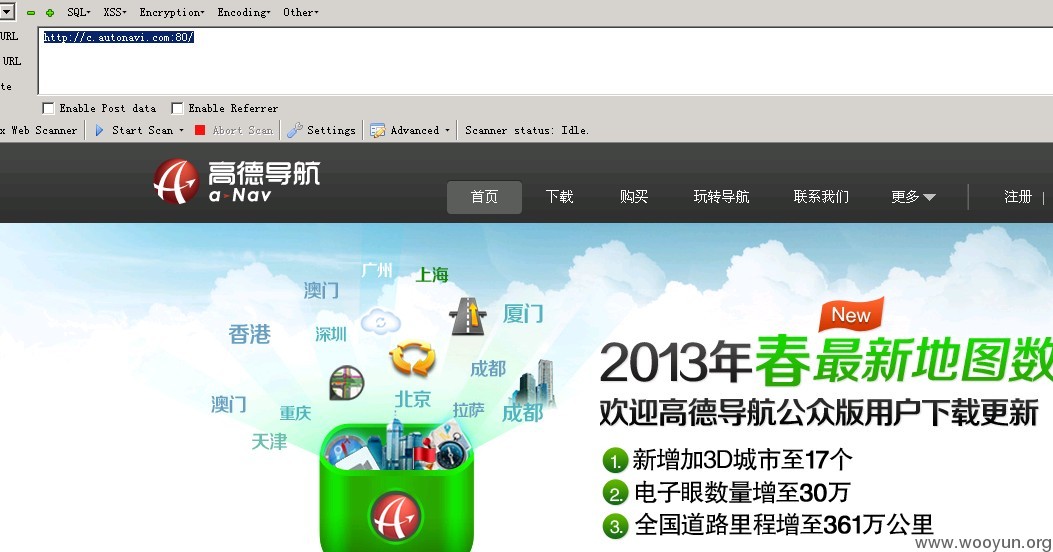 SQL▾ XSS▾ Encryption▾ Encoding▾ Other▾
URL
http://c.autonavi.com:80/
URL
te
Enable Post data Enable Referrer
x Web Scanner Start Scan Abort Scan Settings Advanced Scanner status: Idle.
高德导航
a-Nav
首页 下载 购买 玩转导航 联系我们 更多 注册 |
广州 上海
澳门
厦门
香港 深圳
成都
澳门 重庆 北京 拉萨 成都
天津
New
2013年春最新地图数
欢迎高德导航公众版用户下载更新
1. 新增加3D城市至17个
2. 电子眼数量增至30万
3. 全国道路里程增至361万公里
www.wooyun.org